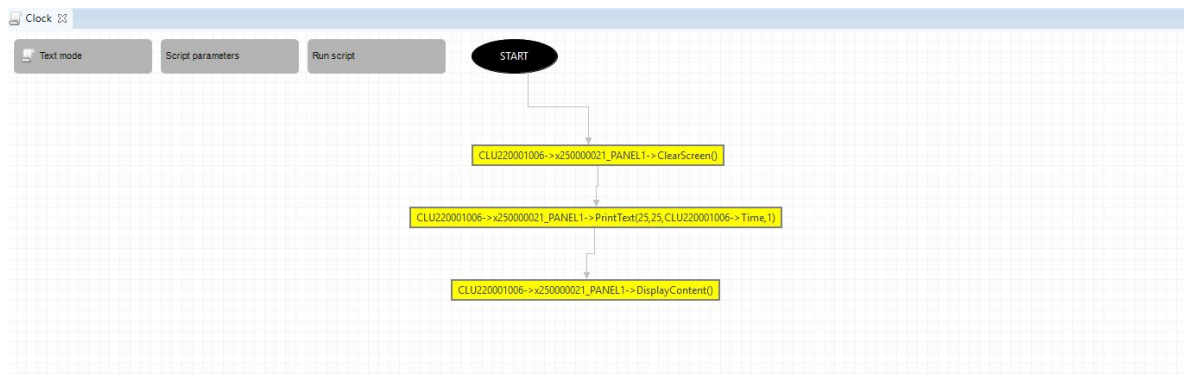 Clock
Text mode
Script parameters
Run script
START
CLU220001006->x250000021_PANEL1->ClearScreen()
CLU220001006->x250000021_PANEL1->PrintText(25,25,CLU220001006->Time,1)
CLU220001006->x250000021_PANEL1->DisplayContent()